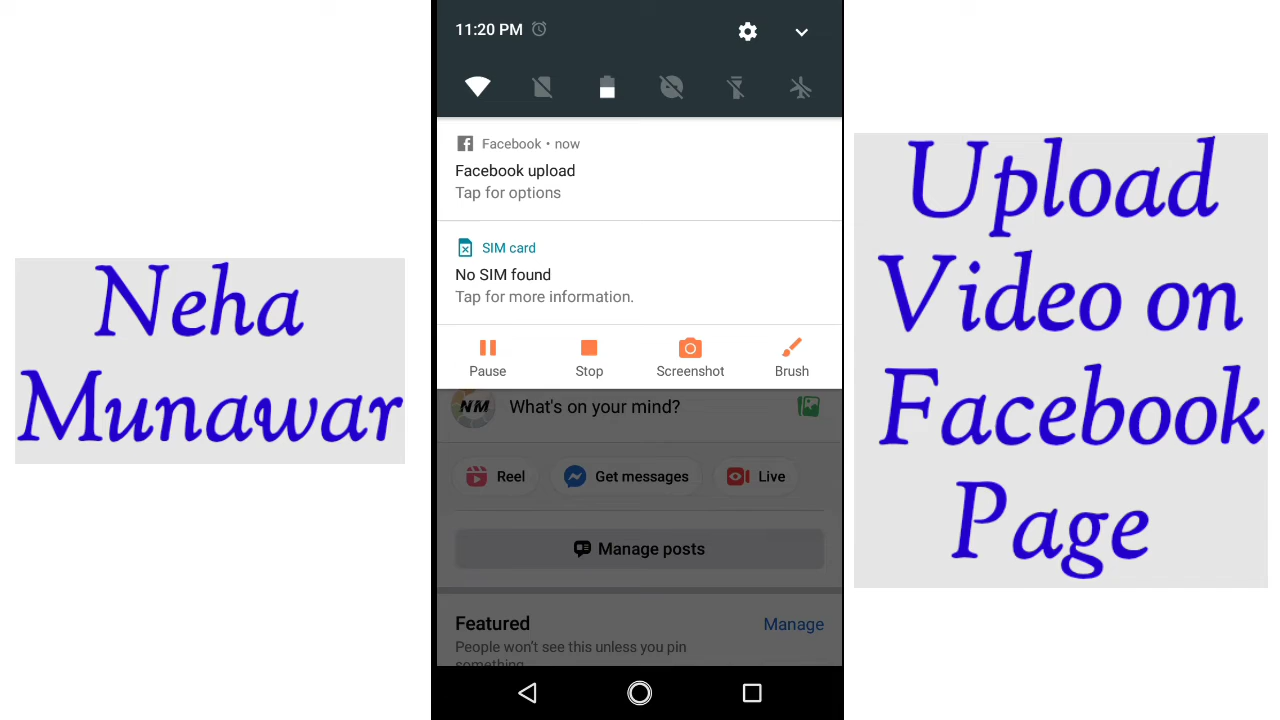 Neha
Munawar
11:20 PM
Facebook • now
Facebook upload
Tap for options
SIM card
No SIM found
Tap for more information.
Pause Stop Screenshot Brush
NM What's on your mind?
Reel Get messages Live
Manage posts
Featured Manage
People won't see this unless you pin
something.
Upload
Video on
Facebook
Page